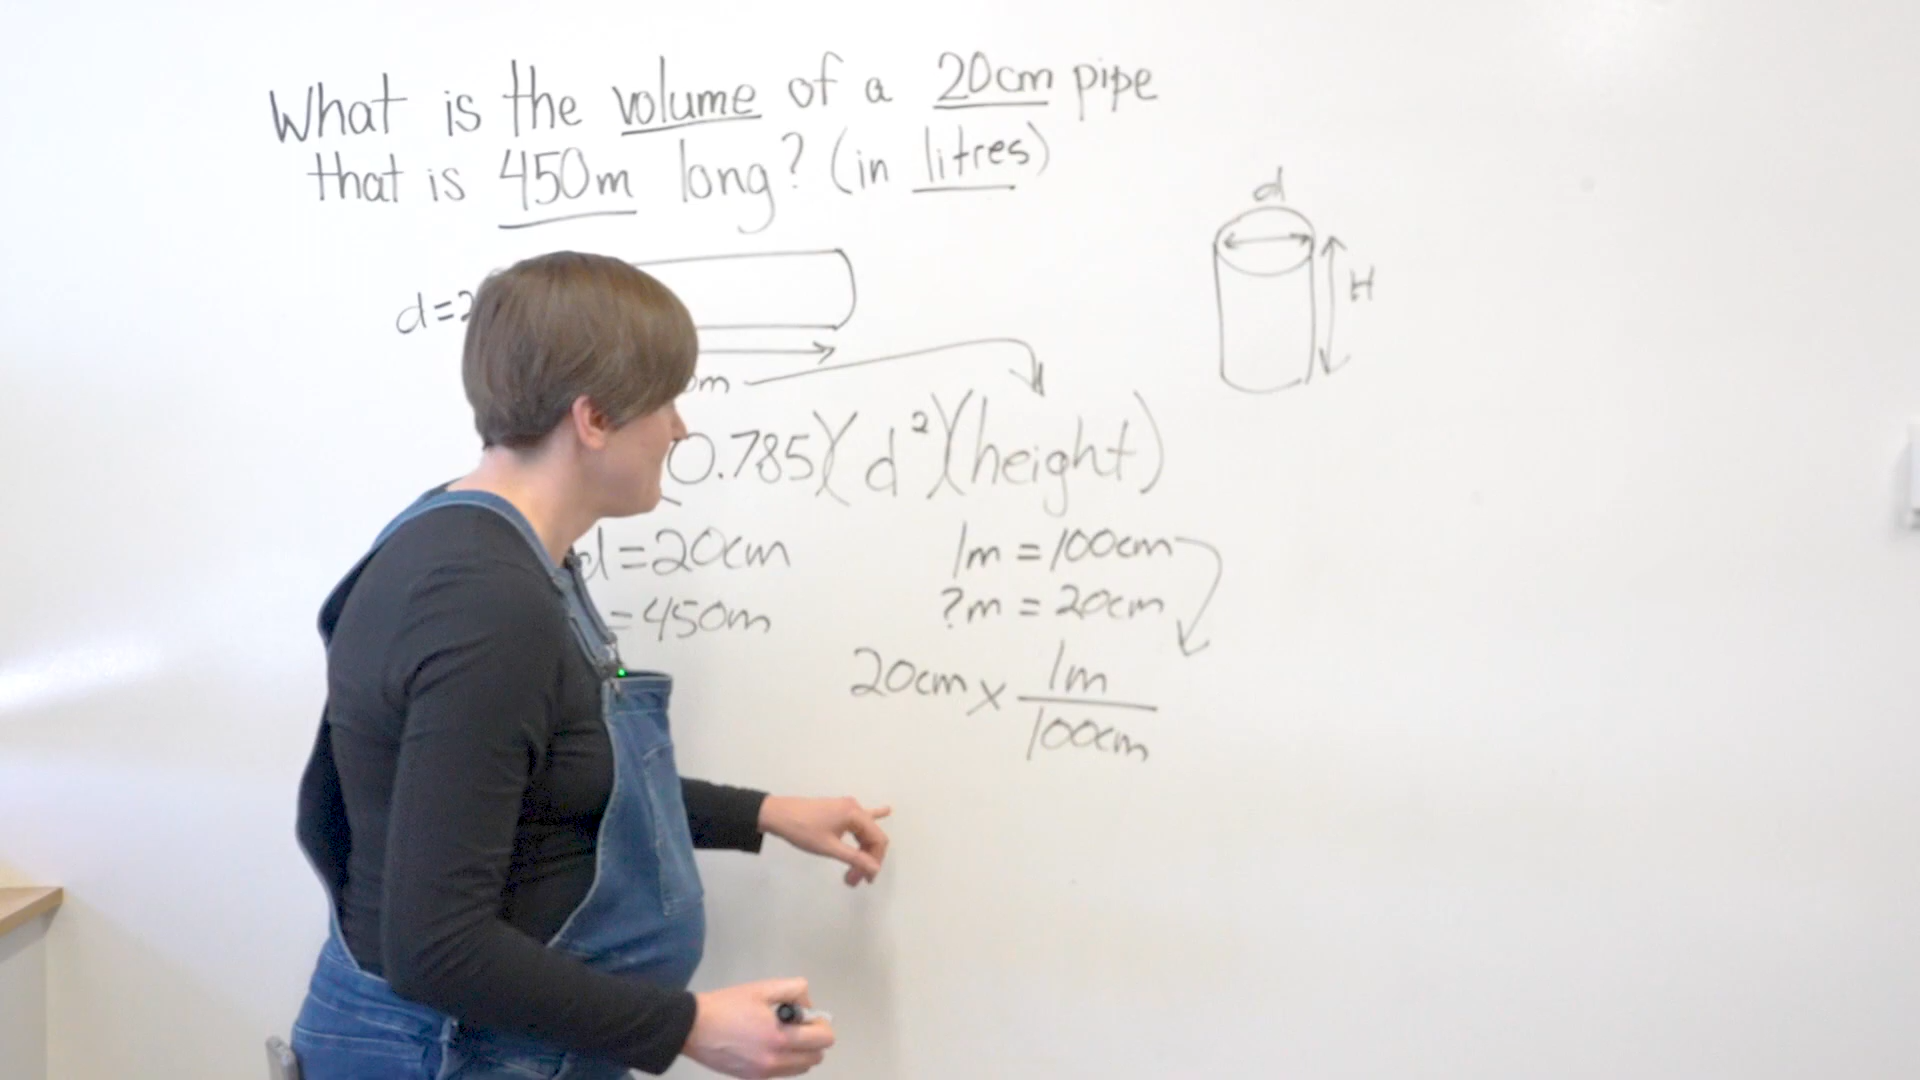 What is the volume of a 20cm pipe
that is 450m long? (in litres)
d
H
d=2
m
(0.785)(d²)(height)
d=20cm
=450m
1m = 100cm
?m = 20cm
20cm x 1m
100cm